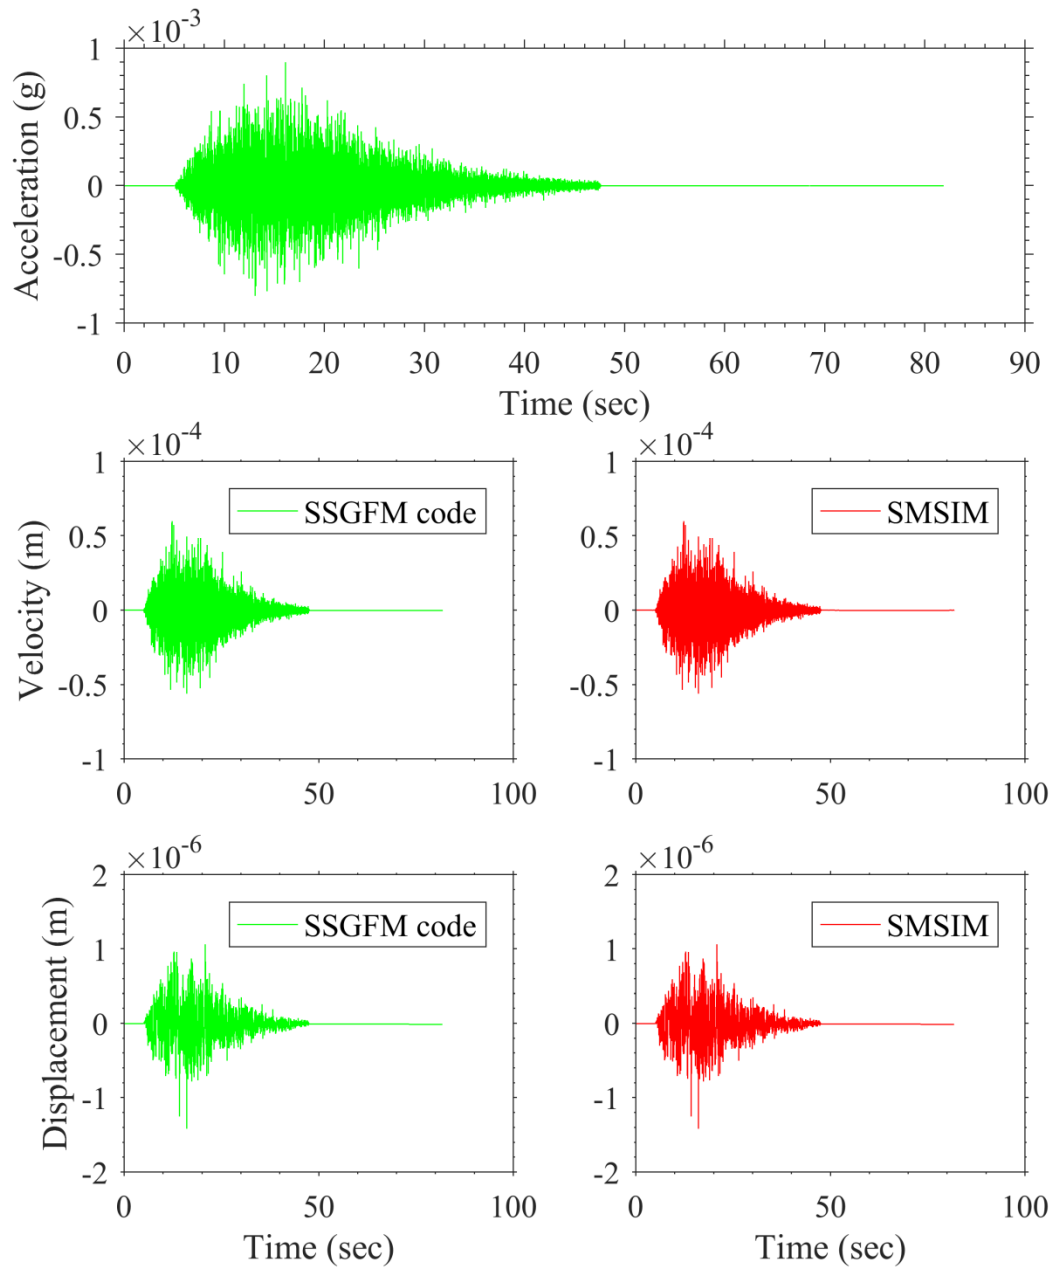 ×10-3
1
0.5
0
-0.5
-1
Acceleration (g)
0 10 20 30 40 50 60 70 80 90
Time (sec)
×10-4
1
0.5
0
-0.5
-1
Velocity (m)
SSGFM code
0 50 100
×10-4
1
0.5
0
-0.5
-1
SMSIM
0 50 100
×10-6
2
1
0
-1
-2
Displacement (m)
SSGFM code
0 50 100
Time (sec)
×10-6
2
1
0
-1
-2
SMSIM
0 50 100
Time (sec)